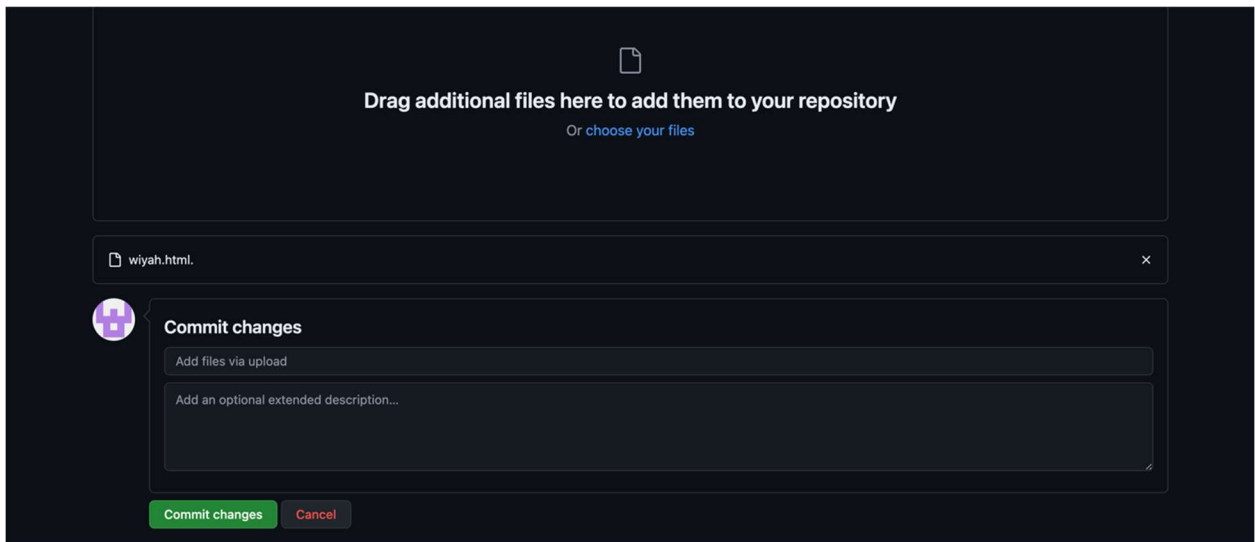 Drag additional files here to add them to your repository
Or choose your files
wiyah.html.
Commit changes
Add files via upload
Add an optional extended description...
Commit changes
Cancel